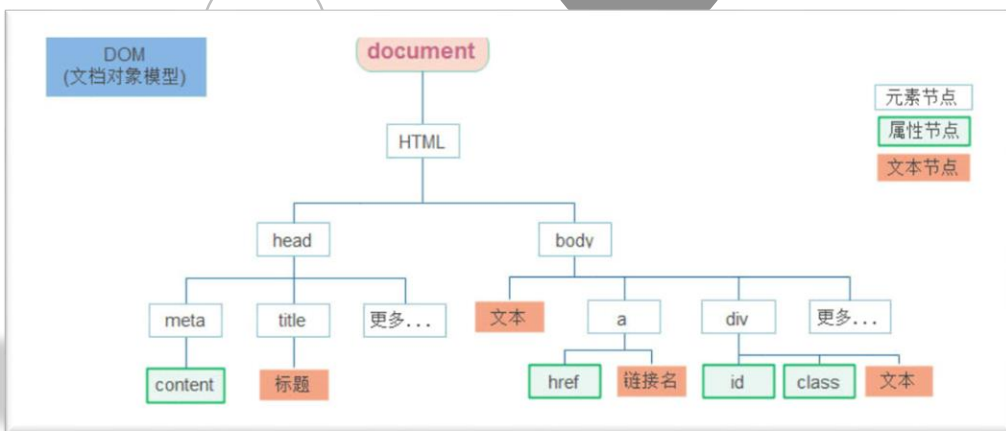 DOM
(文档对象模型)
document
元素节点
属性节点
文本节点
HTML
head
body
meta
title
更多...
文本
a
div
更多...
content
标题
href
链接名
id
class
文本